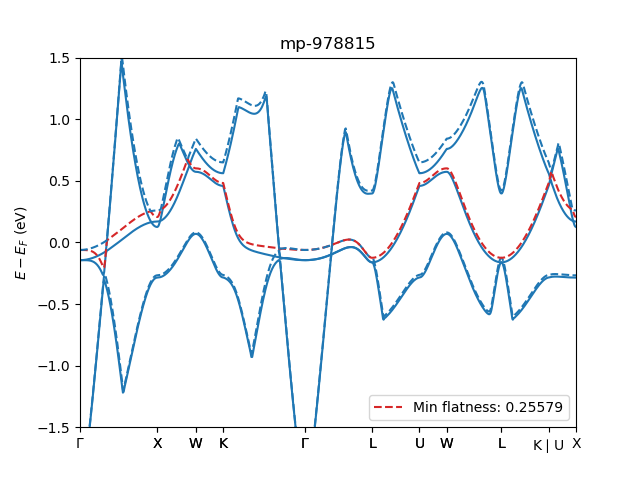 mp-978815
1.5
1.0
0.5
0.0
−0.5
−1.0
−1.5
E − E_F (eV)
Γ X W K Γ L U W L K | U X
Min flatness: 0.25579